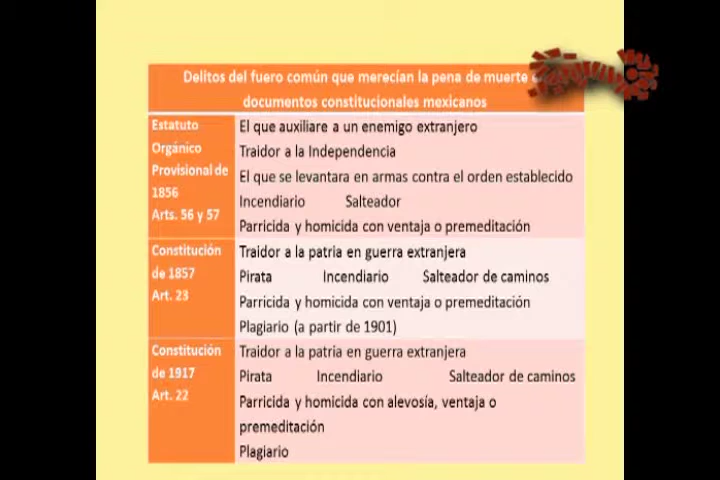 Delitos del fuero común que merecían la pena de muerte
documentos constitucionales mexicanos
Estatuto
Orgánico
Provisional de
1856
Arts. 56 y 57
El que auxiliare a un enemigo extranjero
Traidor a la Independencia
El que se levantara en armas contra el orden establecido
Incendiario Salteador
Parricida y homicida con ventaja o premeditación
Constitución
de 1857
Art. 23
Traidor a la patria en guerra extranjera
Pirata Incendiario Salteador de caminos
Parricida y homicida con ventaja o premeditación
Plagiario (a partir de 1901)
Constitución
de 1917
Art. 22
Traidor a la patria en guerra extranjera
Pirata Incendiario Salteador de caminos
Parricida y homicida con alevosía, ventaja o
premeditación
Plagiario